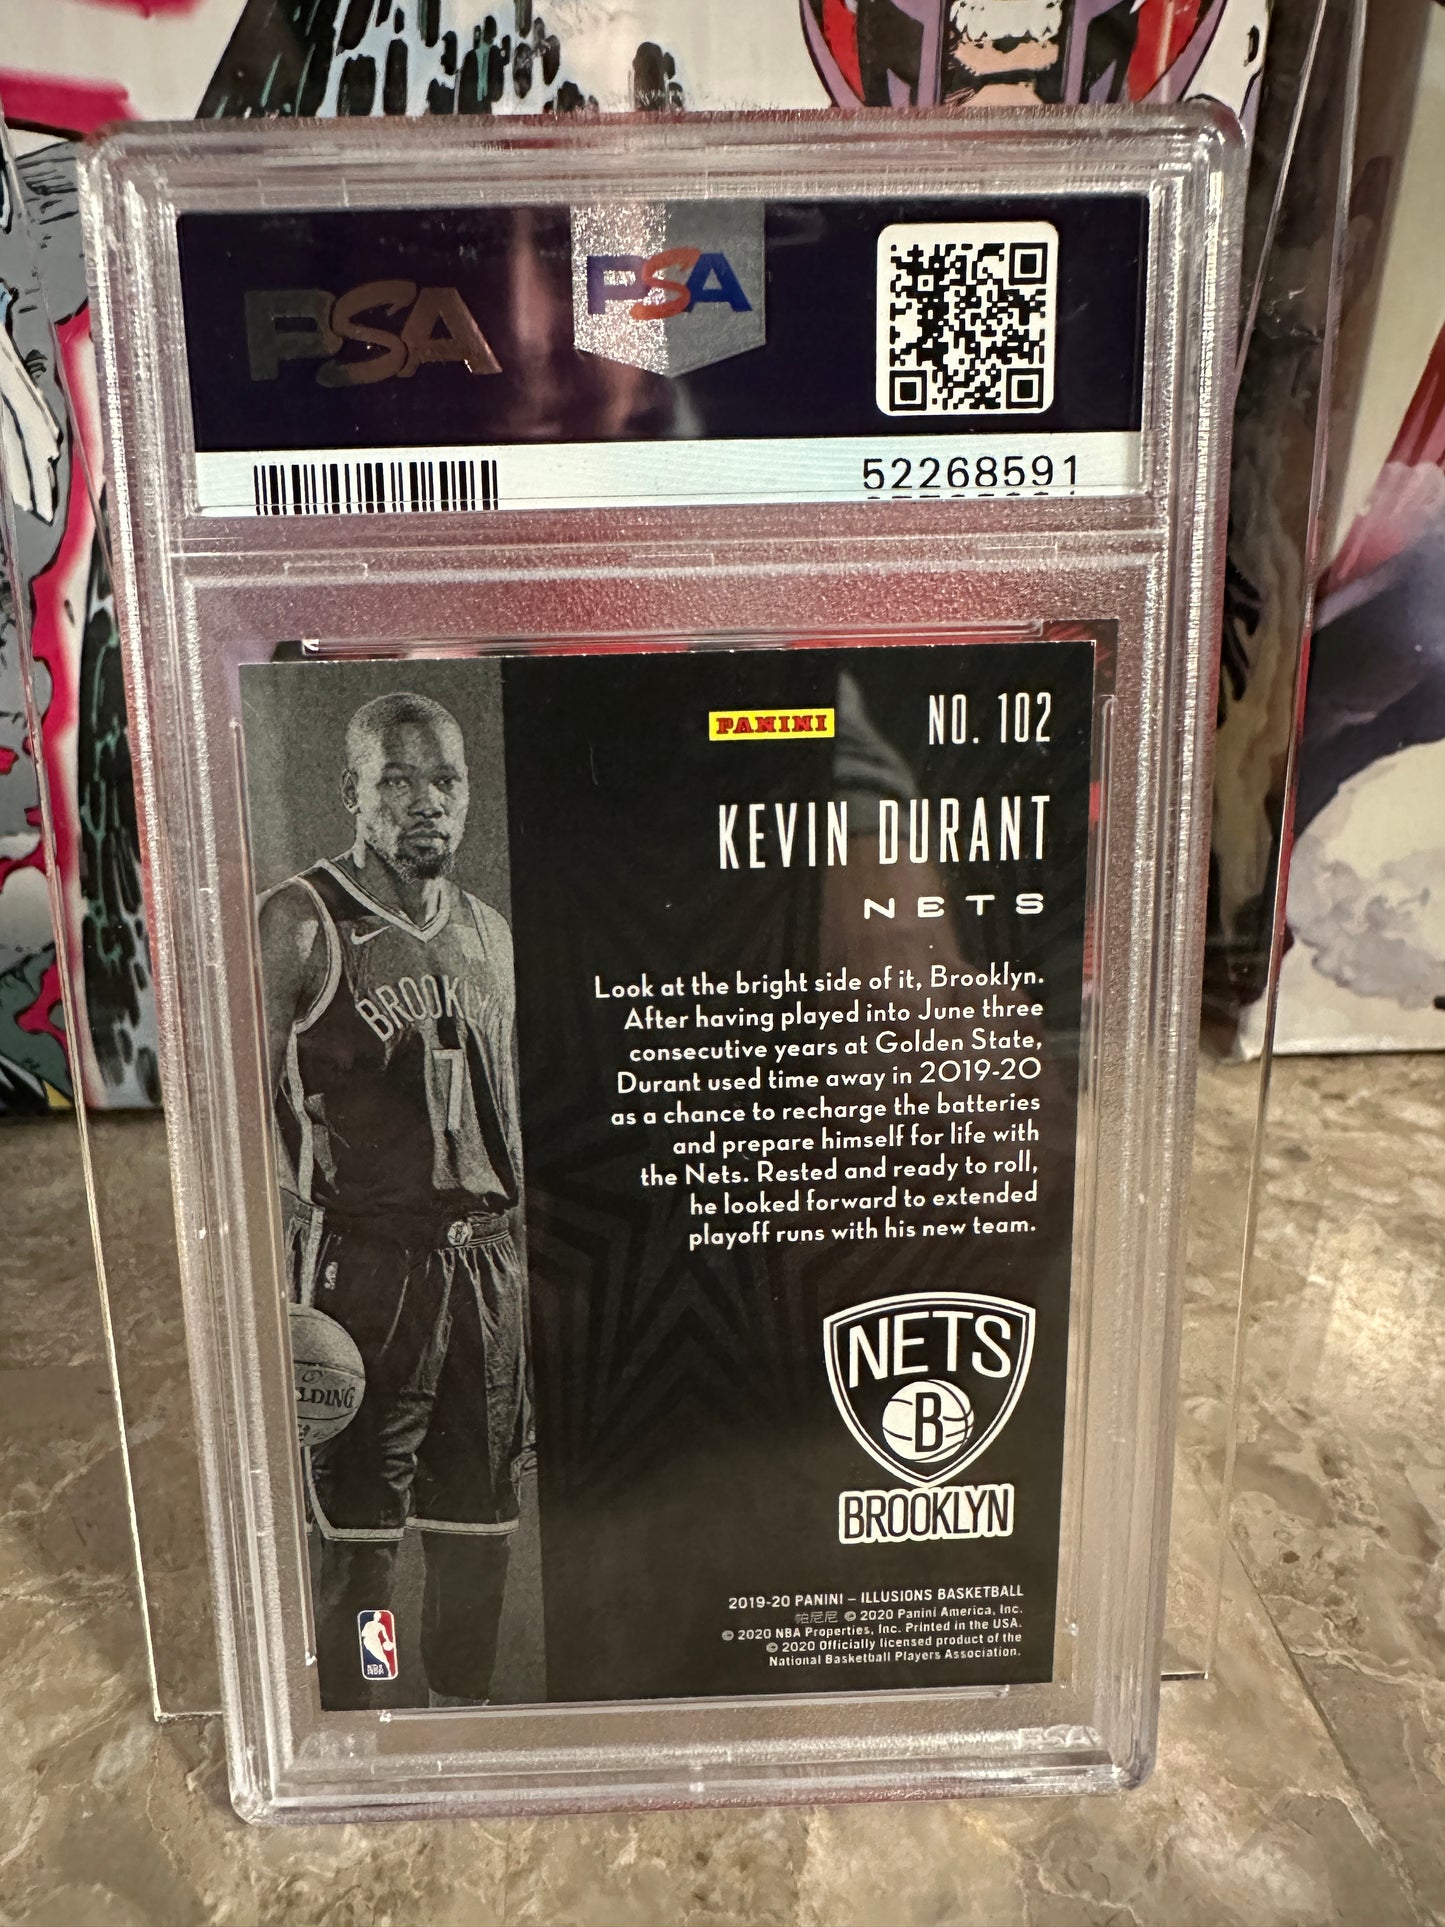 PSA
PSA
52268591
PANINI
NO. 102
KEVIN DURANT
NETS
Look at the bright side of it, Brooklyn.
After having played into June three
consecutive years at Golden State,
Durant used time away in 2019-20
as a chance to recharge the batteries
and prepare himself for life with
the Nets. Rested and ready to roll,
he looked forward to extended
playoff runs with his new team.
BROOKLYN
7
LDING
NETS
B
BROOKLYN
NBA
2019-20 PANINI – ILLUSIONS BASKETBALL
帕尼尼 © 2020 Panini America, Inc.
© 2020 NBA Properties, Inc. Printed in the USA.
© 2020 Officially licensed product of the
National Basketball Players Association.
PSA